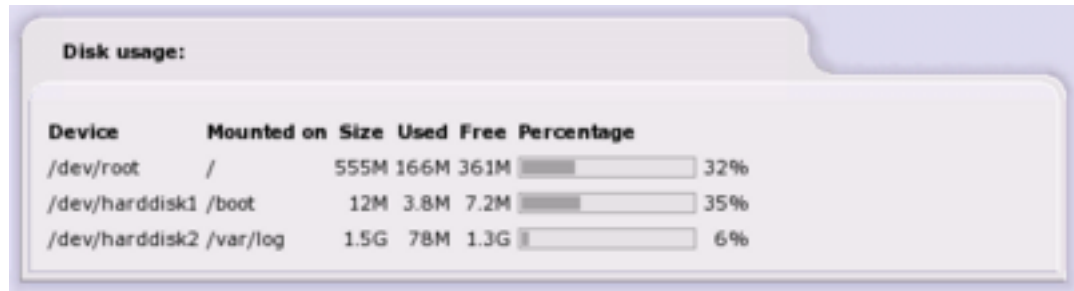 Disk usage:
Device Mounted on Size Used Free Percentage
/dev/root / 555M 166M 361M 32%
/dev/harddisk1 /boot 12M 3.8M 7.2M 35%
/dev/harddisk2 /var/log 1.5G 78M 1.3G 6%